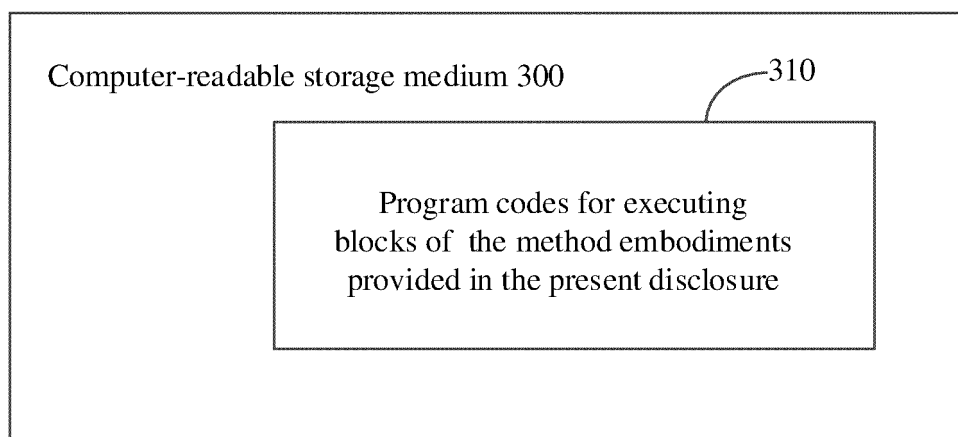 Computer-readable storage medium 300
310
Program codes for executing
blocks of the method embodiments
provided in the present disclosure